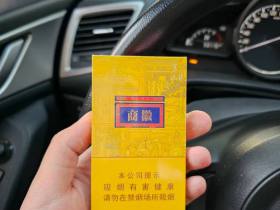 徽商
本公司提示
吸烟有害健康
请勿在禁烟场所吸烟